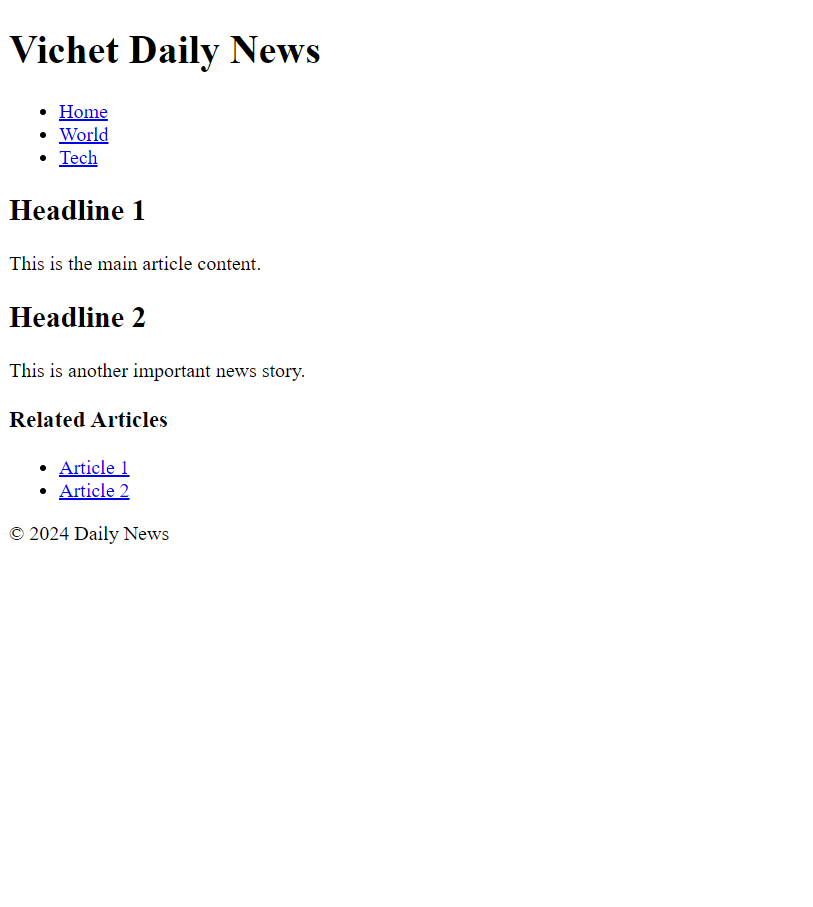 Vichet Daily News
Home
World
Tech
Headline 1
This is the main article content.
Headline 2
This is another important news story.
Related Articles
Article 1
Article 2
© 2024 Daily News